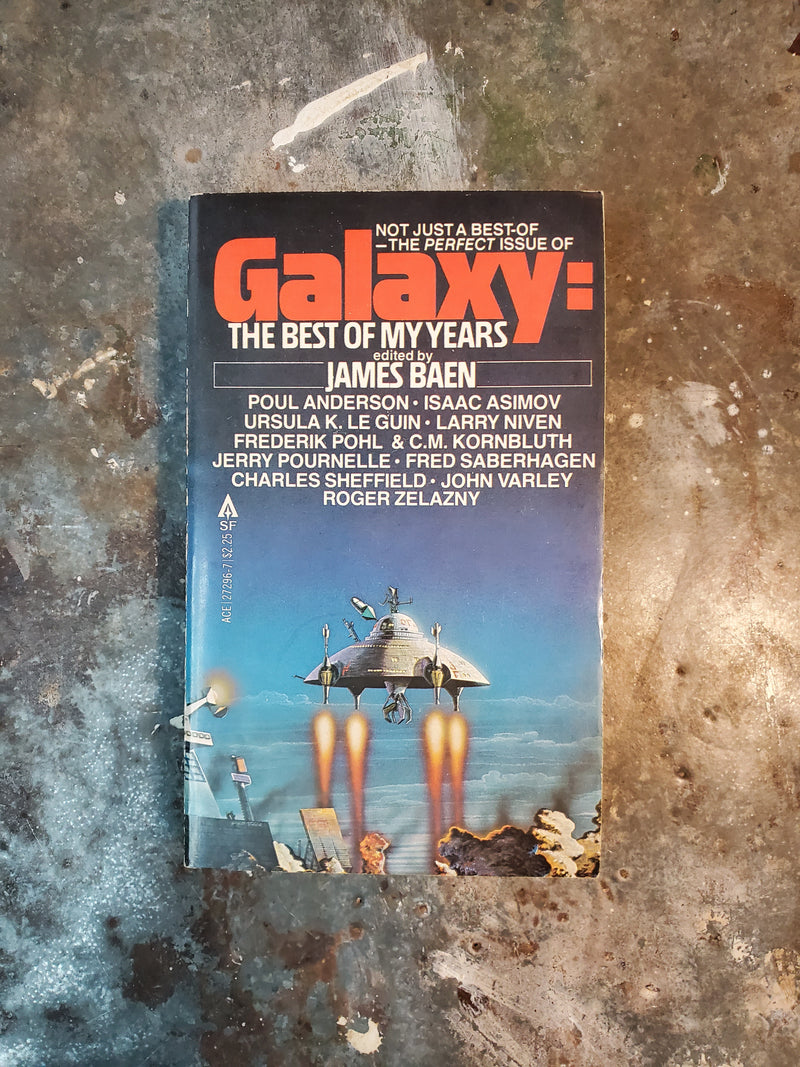 NOT JUST A BEST-OF
—THE PERFECT ISSUE OF
Galaxy:
THE BEST OF MY YEARS
edited by
JAMES BAEN
POUL ANDERSON • ISAAC ASIMOV
URSULA K. LE GUIN • LARRY NIVEN
FREDERIK POHL & C.M. KORNBLUTH
JERRY POURNELLE • FRED SABERHAGEN
CHARLES SHEFFIELD • JOHN VARLEY
ROGER ZELAZNY
SF
ACE | 27296-7 | $2.25